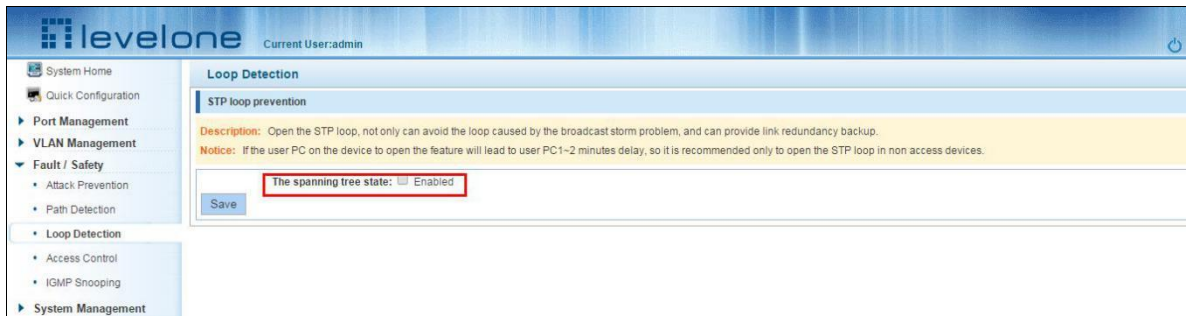 levelone
Current User:admin
System Home
Quick Configuration
Port Management
VLAN Management
Fault / Safety
Attack Prevention
Path Detection
Loop Detection
Access Control
IGMP Snooping
System Management
Loop Detection
STP loop prevention
Description: Open the STP loop, not only can avoid the loop caused by the broadcast storm problem, and can provide link redundancy backup.
Notice: If the user PC on the device to open the feature will lead to user PC1~2 minutes delay, so it is recommended only to open the STP loop in non access devices.
The spanning tree state: Enabled
Save